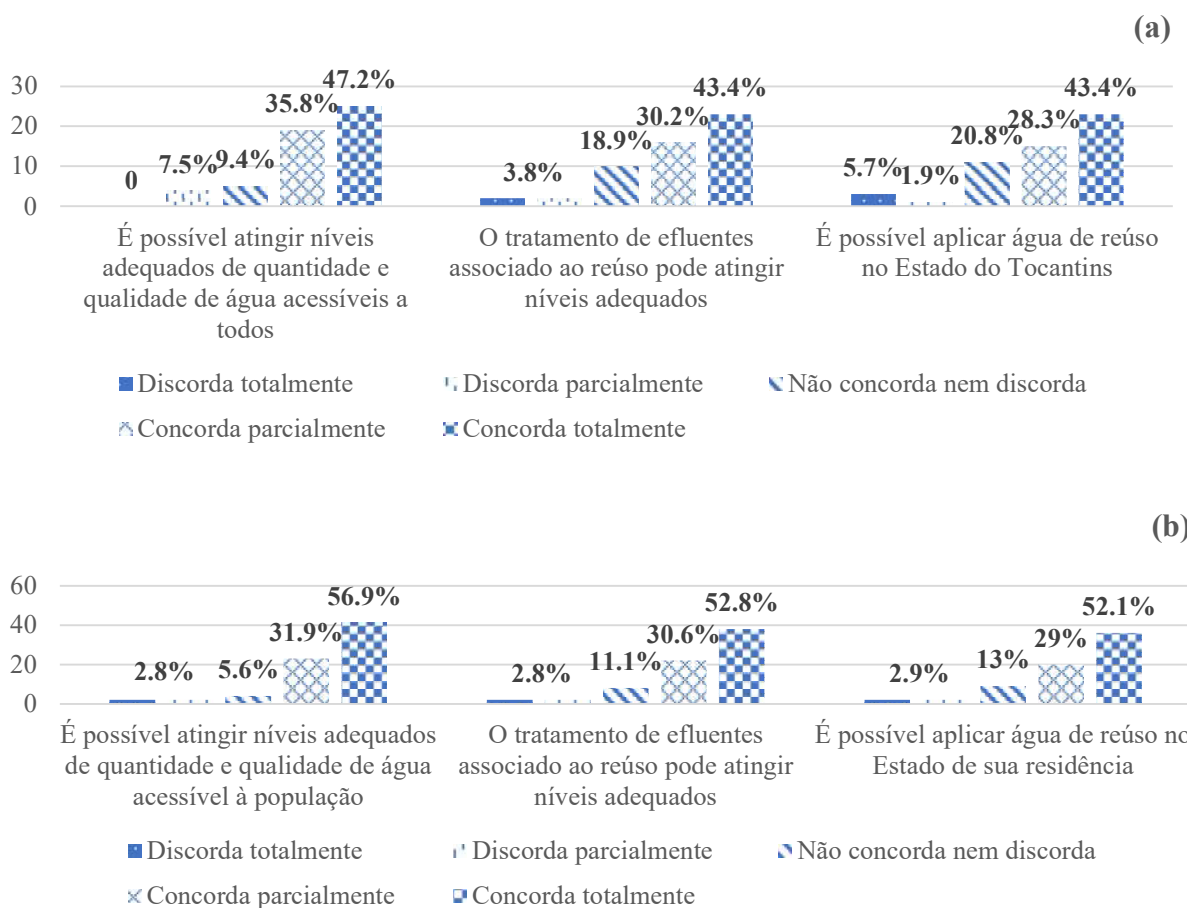 (a)
30
20
10
0
0
7.5%
9.4%
35.8%
47.2%
3.8%
18.9%
30.2%
43.4%
5.7%
1.9%
20.8%
28.3%
43.4%
É possível atingir níveis
adequados de quantidade e
qualidade de água acessíveis a
todos
O tratamento de efluentes
associado ao reúso pode atingir
níveis adequados
É possível aplicar água de reúso
no Estado do Tocantins
Discorda totalmente
Discorda parcialmente
Não concorda nem discorda
Concorda parcialmente
Concorda totalmente
(b)
60
40
20
0
2.8%
5.6%
31.9%
56.9%
2.8%
11.1%
30.6%
52.8%
2.9%
13%
29%
52.1%
É possível atingir níveis adequados
de quantidade e qualidade de água
acessível à população
O tratamento de efluentes
associado ao reúso pode atingir
níveis adequados
É possível aplicar água de reúso no
Estado de sua residência
Discorda totalmente
Discorda parcialmente
Não concorda nem discorda
Concorda parcialmente
Concorda totalmente